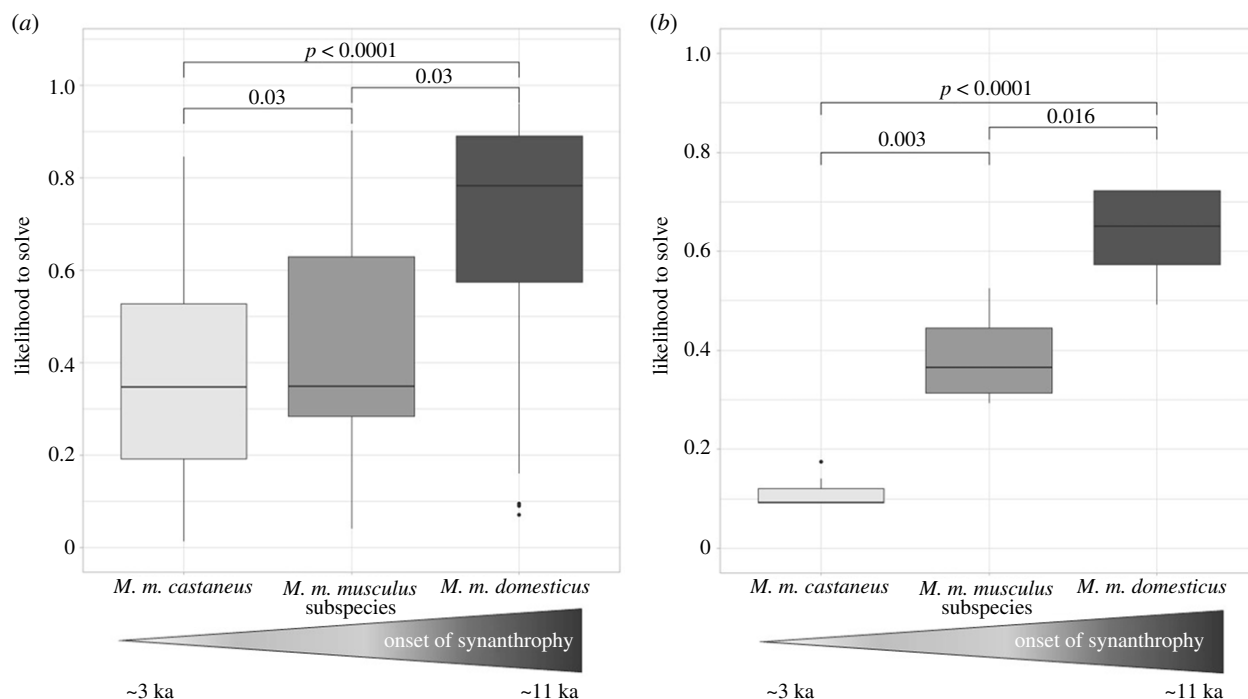 (a)
p < 0.0001
0.03
0.03
1.0
0.8
0.6
0.4
0.2
0
likelihood to solve
M. m. castaneus M. m. musculus M. m. domesticus
subspecies
onset of synanthrophy
~3 ka ~11 ka
(b)
p < 0.0001
0.016
0.003
1.0
0.8
0.6
0.4
0.2
0
likelihood to solve
M. m. castaneus M. m. musculus M. m. domesticus
subspecies
onset of synanthrophy
~3 ka ~11 ka